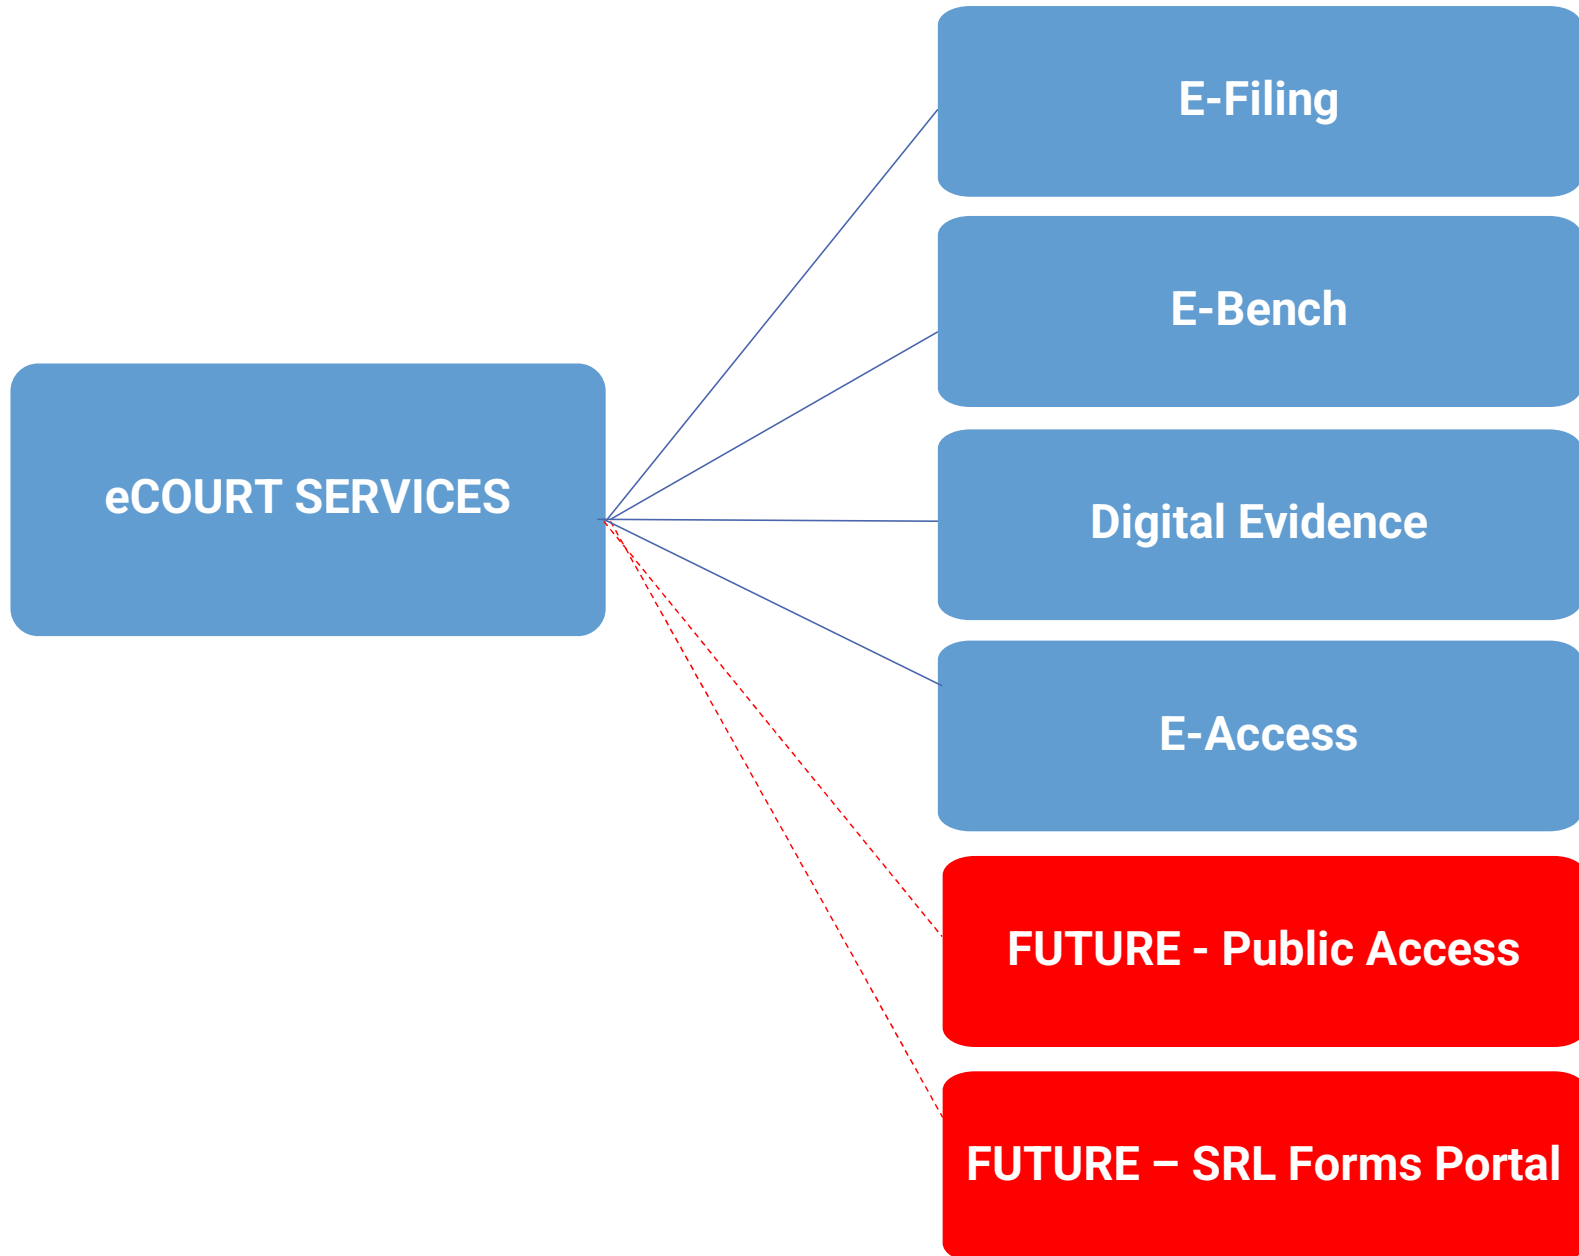 eCOURT SERVICES
E-Filing
E-Bench
Digital Evidence
E-Access
FUTURE - Public Access
FUTURE – SRL Forms Portal